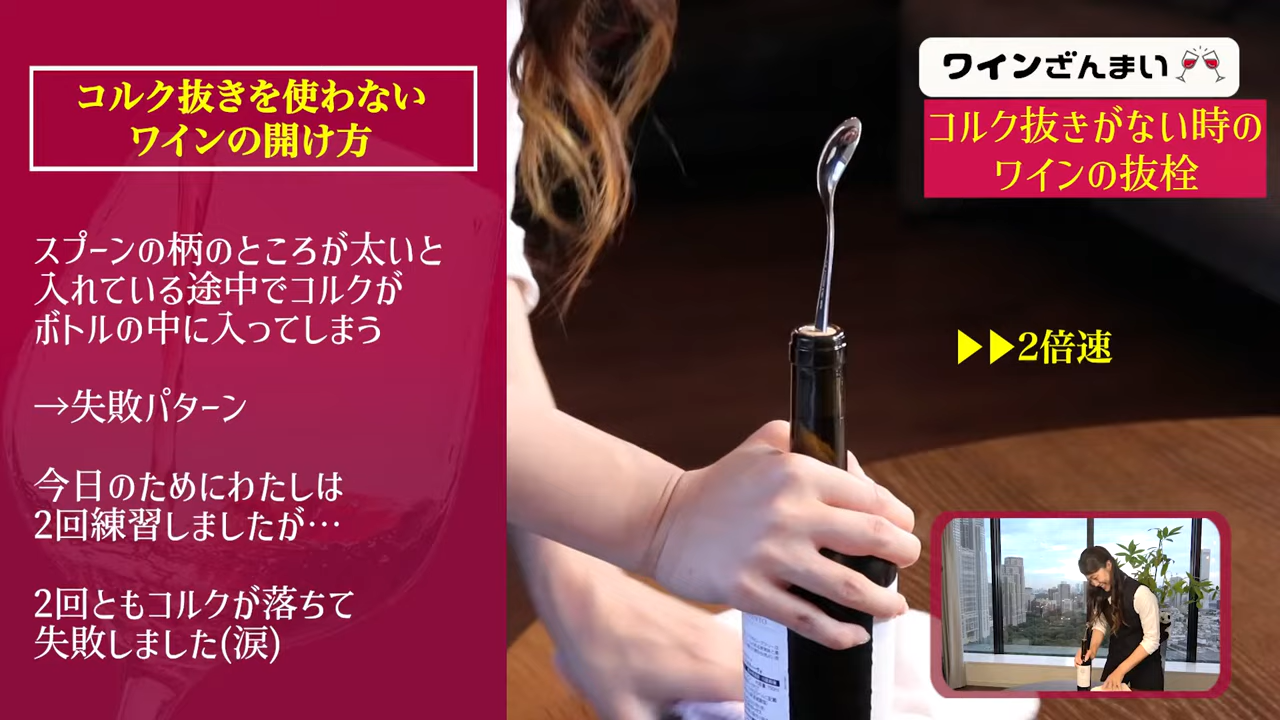 コルク抜きを使わない
ワインの開け方
スプーンの柄のところが太いと
入れている途中でコルクが
ボトルの中に入ってしまう
→失敗パターン
今日のためにわたしは
2回練習しましたが…
2回ともコルクが落ちて
失敗しました(涙)
ワインざんまい
コルク抜きがない時の
ワインの抜栓
▶▶2倍速